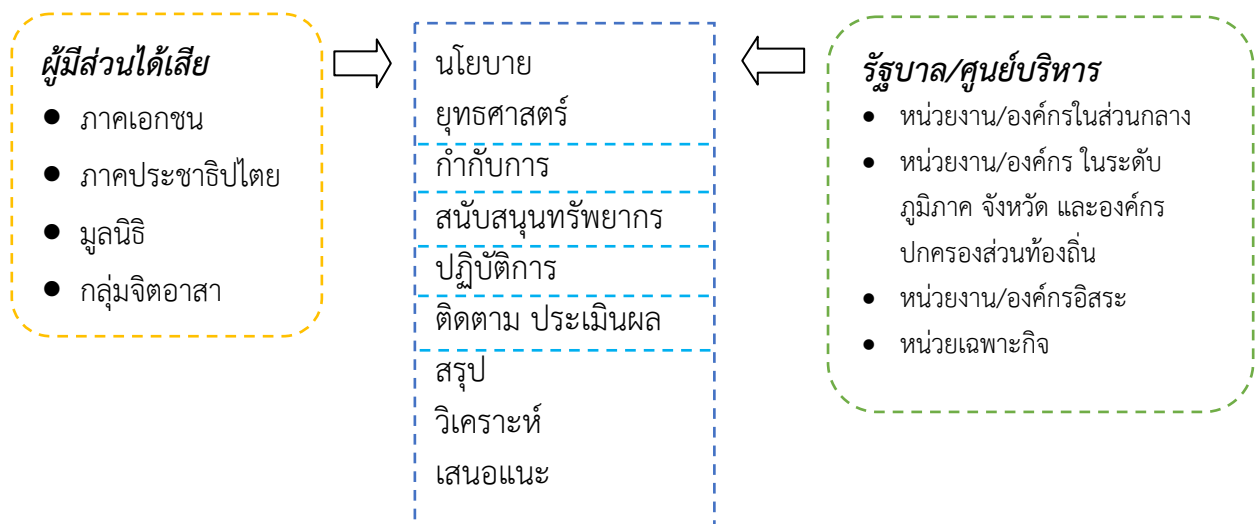 ผู้มีส่วนได้เสีย
● ภาคเอกชน
● ภาคประชาธิปไตย
● มูลนิธิ
● กลุ่มจิตอาสา
นโยบาย
ยุทธศาสตร์
กำกับการ
สนับสนุนทรัพยากร
ปฏิบัติการ
ติดตาม ประเมินผล
สรุป
วิเคราะห์
เสนอแนะ
รัฐบาล/ศูนย์บริหาร
● หน่วยงาน/องค์กรในส่วนกลาง
● หน่วยงาน/องค์กร ในระดับ
ภูมิภาค จังหวัด และองค์กร
ปกครองส่วนท้องถิ่น
● หน่วยงาน/องค์กรอิสระ
● หน่วยเฉพาะกิจ